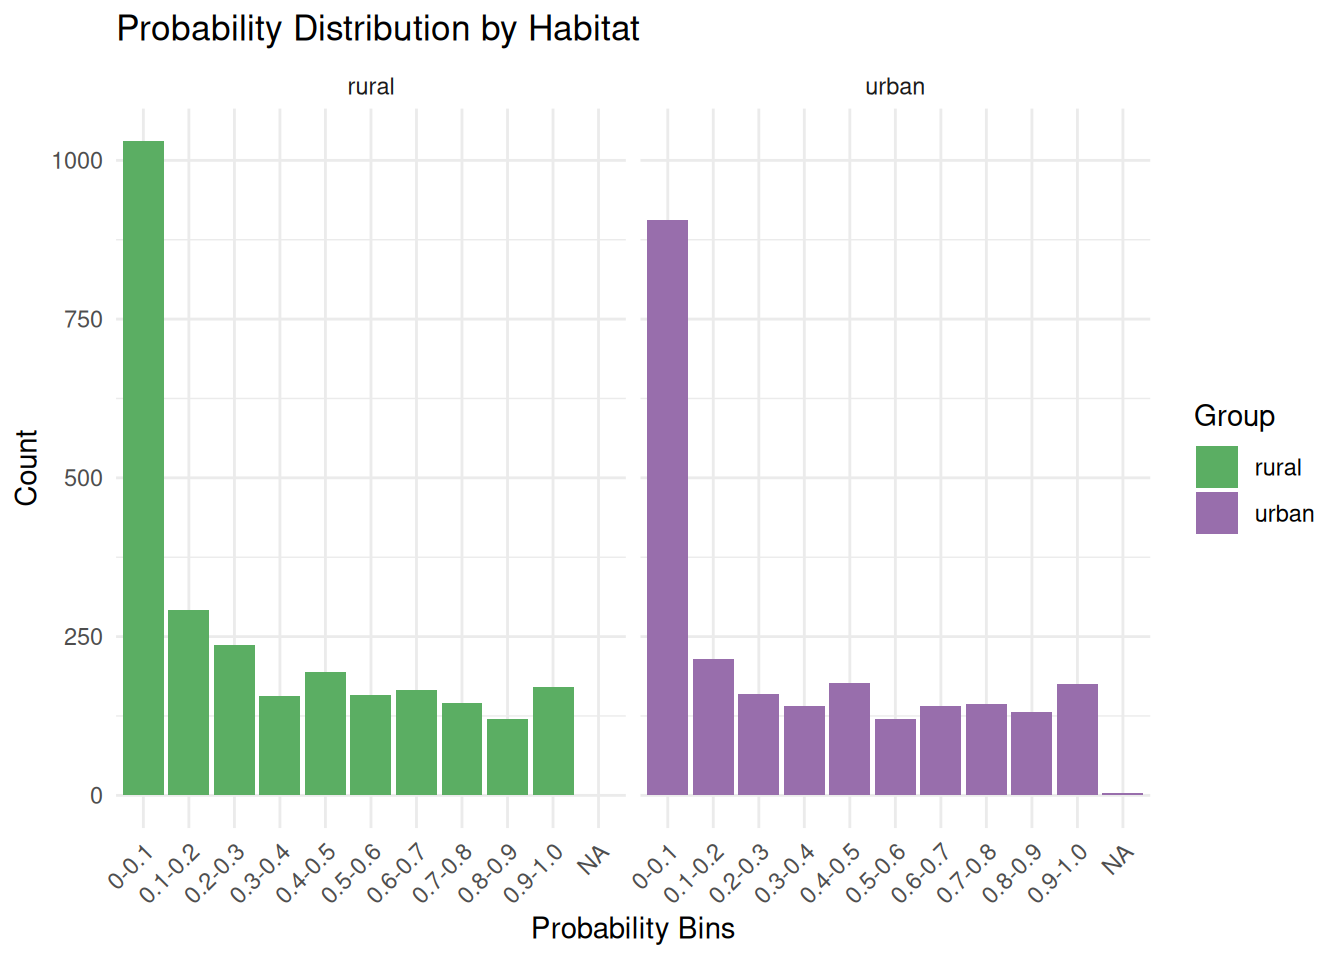 Probability Distribution by Habitat
rural
urban
1000
750
500
250
0
Count
0-0.1
0.1-0.2
0.2-0.3
0.3-0.4
0.4-0.5
0.5-0.6
0.6-0.7
0.7-0.8
0.8-0.9
0.9-1.0
NA
0-0.1
0.1-0.2
0.2-0.3
0.3-0.4
0.4-0.5
0.5-0.6
0.6-0.7
0.7-0.8
0.8-0.9
0.9-1.0
NA
Probability Bins
Group
rural
urban